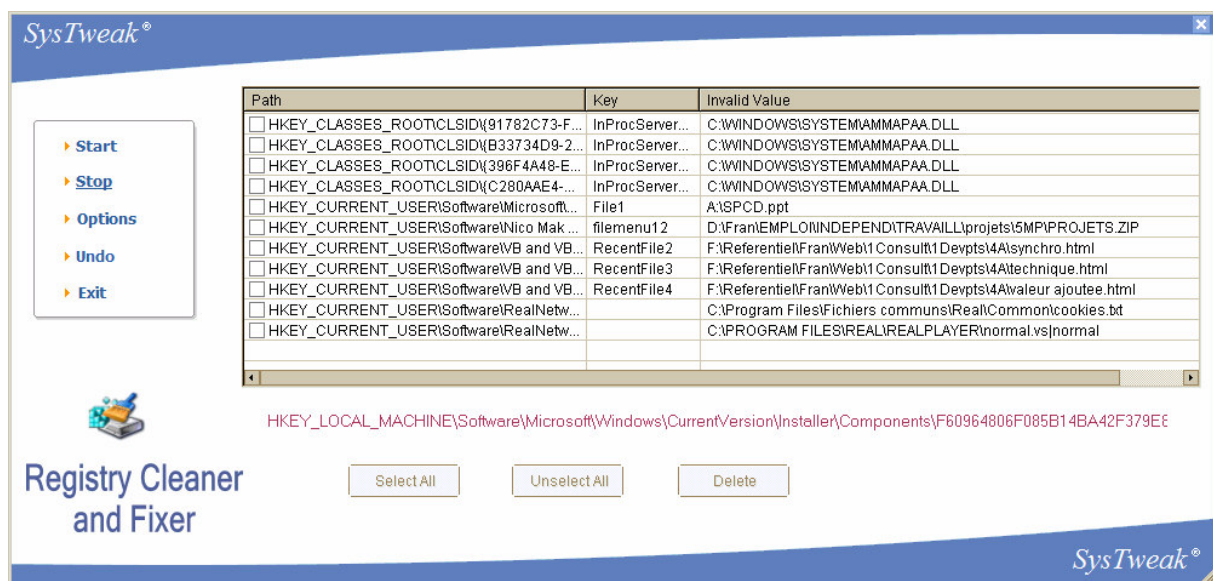 SysTweak®
Path Key Invalid Value
HKEY_CLASSES_ROOT\CLSID\{91782C73-F... InProcServer... C:\WINDOWS\SYSTEM\AMMAPAA.DLL
HKEY_CLASSES_ROOT\CLSID\{B33734D9-2... InProcServer... C:\WINDOWS\SYSTEM\AMMAPAA.DLL
HKEY_CLASSES_ROOT\CLSID\{396F4A48-E... InProcServer... C:\WINDOWS\SYSTEM\AMMAPAA.DLL
HKEY_CLASSES_ROOT\CLSID\{C280AAE4-... InProcServer... C:\WINDOWS\SYSTEM\AMMAPAA.DLL
HKEY_CURRENT_USER\Software\Microsoft\... File1 A:\SPCD.ppt
HKEY_CURRENT_USER\Software\Nico Mak ... filemenu12 D:\Fran\EMPLOI\INDEPEND\TRAVAILL\projets\5MP\PROJETS.ZIP
HKEY_CURRENT_USER\Software\VB and VB... RecentFile2 F:\Referentiel\Fran\Web\1Consult\1Devpts\4A\synchro.html
HKEY_CURRENT_USER\Software\VB and VB... RecentFile3 F:\Referentiel\Fran\Web\1Consult\1Devpts\4A\technique.html
HKEY_CURRENT_USER\Software\VB and VB... RecentFile4 F:\Referentiel\Fran\Web\1Consult\1Devpts\4A\valeur ajoutee.html
HKEY_CURRENT_USER\Software\RealNetw... C:\Program Files\Fichiers communs\Real\Common\cookies.txt
HKEY_CURRENT_USER\Software\RealNetw... C:\PROGRAM FILES\REAL\REALPLAYER\normal.vs|normal
Start
Stop
Options
Undo
Exit
HKEY_LOCAL_MACHINE\Software\Microsoft\Windows\CurrentVersion\Installer\Components\F60964806F085B14BA42F379E8
Registry Cleaner
and Fixer
Select All Unselect All Delete
SysTweak®